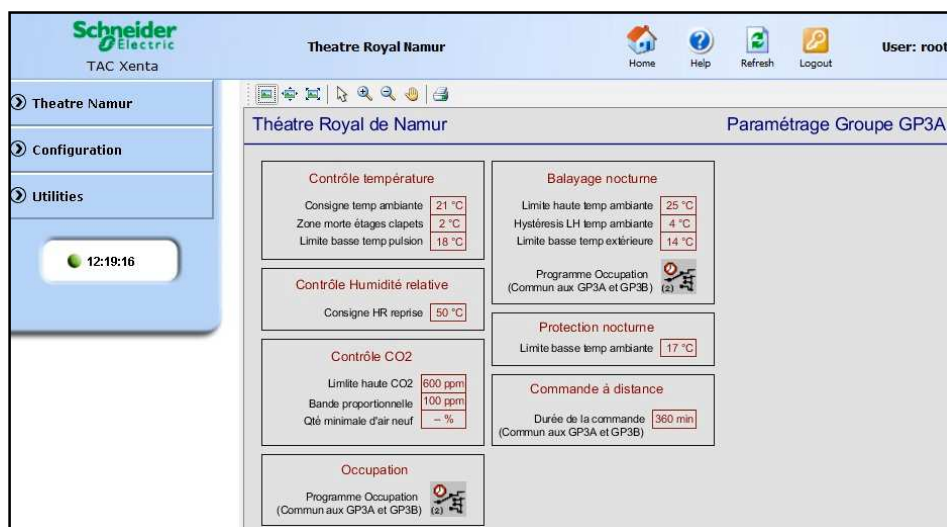 Schneider
Electric
TAC Xenta
Theatre Royal Namur
Home
Help
Refresh
Logout
User: root
Theatre Namur
Configuration
Utilities
12:19:16
Théatre Royal de Namur
Paramétrage Groupe GP3A
Contrôle température
Consigne temp ambiante 21 °C
Zone morte étages clapets 2 °C
Limite basse temp pulsion 18 °C
Contrôle Humidité relative
Consigne HR reprise 50 °C
Contrôle CO2
Limlite haute CO2 600 ppm
Bande proportionnelle 100 ppm
Qté minimale d'air neuf -- %
Occupation
Programme Occupation
(Commun aux GP3A et GP3B) (2)
Balayage nocturne
Limite haute temp ambiante 25 °C
Hystéresis LH temp ambiante 4 °C
Limite basse temp extérieure 14 °C
Programme Occupation
(Commun aux GP3A et GP3B) (2)
Protection nocturne
Limite basse temp ambiante 17 °C
Commande à distance
Durée de la commande 360 min
(Commun aux GP3A et GP3B)